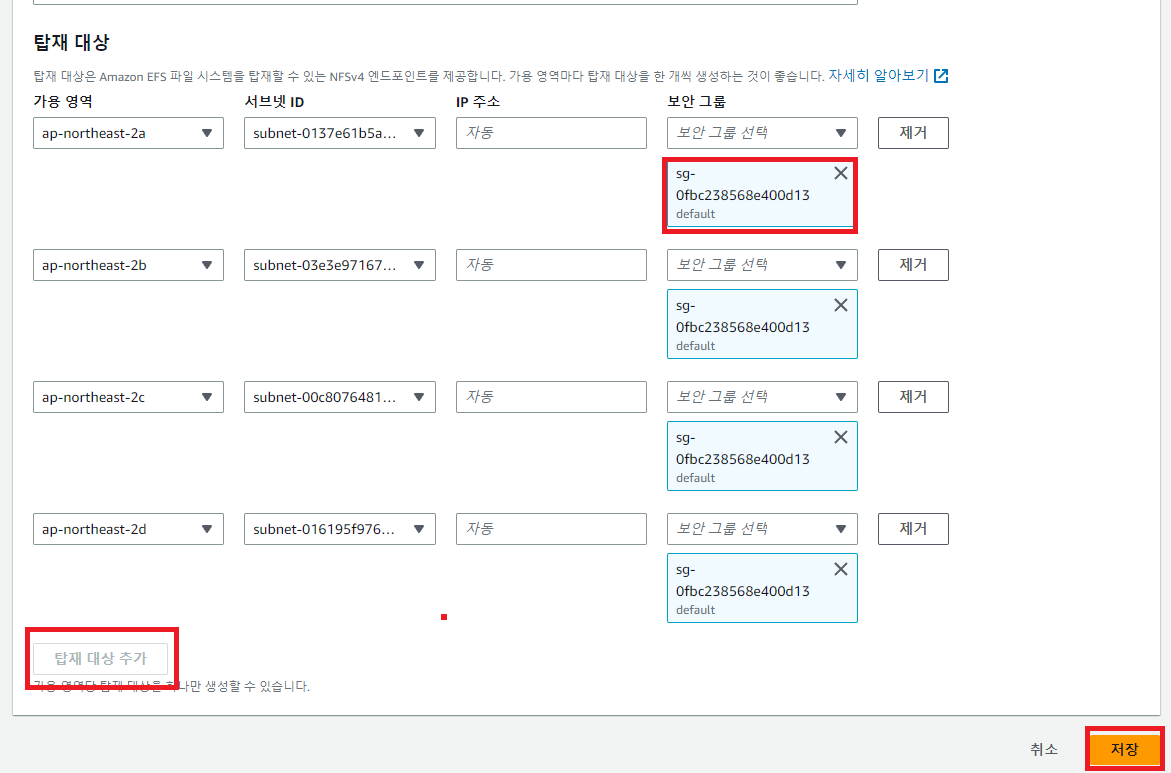 탑재 대상
탑재 대상은 Amazon EFS 파일 시스템을 탑재할 수 있는 NFSv4 엔드포인트를 제공합니다. 가용 영역마다 탑재 대상을 한 개씩 생성하는 것이 좋습니다. 자세히 알아보기
가용 영역 서브넷 ID IP 주소 보안 그룹
ap-northeast-2a subnet-0137e61b5a... 자동 보안 그룹 선택 제거
sg-
0fbc238568e400d13
default
ap-northeast-2b subnet-03e3e97167... 자동 보안 그룹 선택 제거
sg-
0fbc238568e400d13
default
ap-northeast-2c subnet-00c8076481... 자동 보안 그룹 선택 제거
sg-
0fbc238568e400d13
default
ap-northeast-2d subnet-016195f976... 자동 보안 그룹 선택 제거
sg-
0fbc238568e400d13
default
탑재 대상 추가
가용 영역당 탑재 대상을 하나만 생성할 수 있습니다.
취소 저장